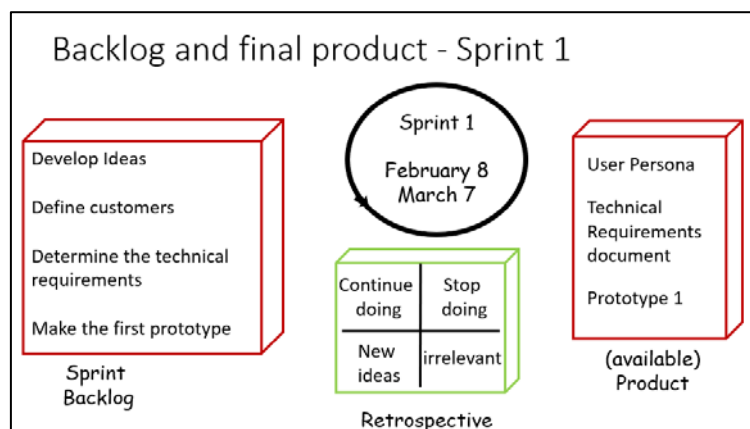 Backlog and final product - Sprint 1
Develop Ideas
Define customers
Determine the technical
requirements
Make the first prototype
Sprint
Backlog
Sprint 1
February 8
March 7
Continue
doing
Stop
doing
New
ideas
irrelevant
Retrospective
User Persona
Technical
Requirements
document
Prototype 1
(available)
Product